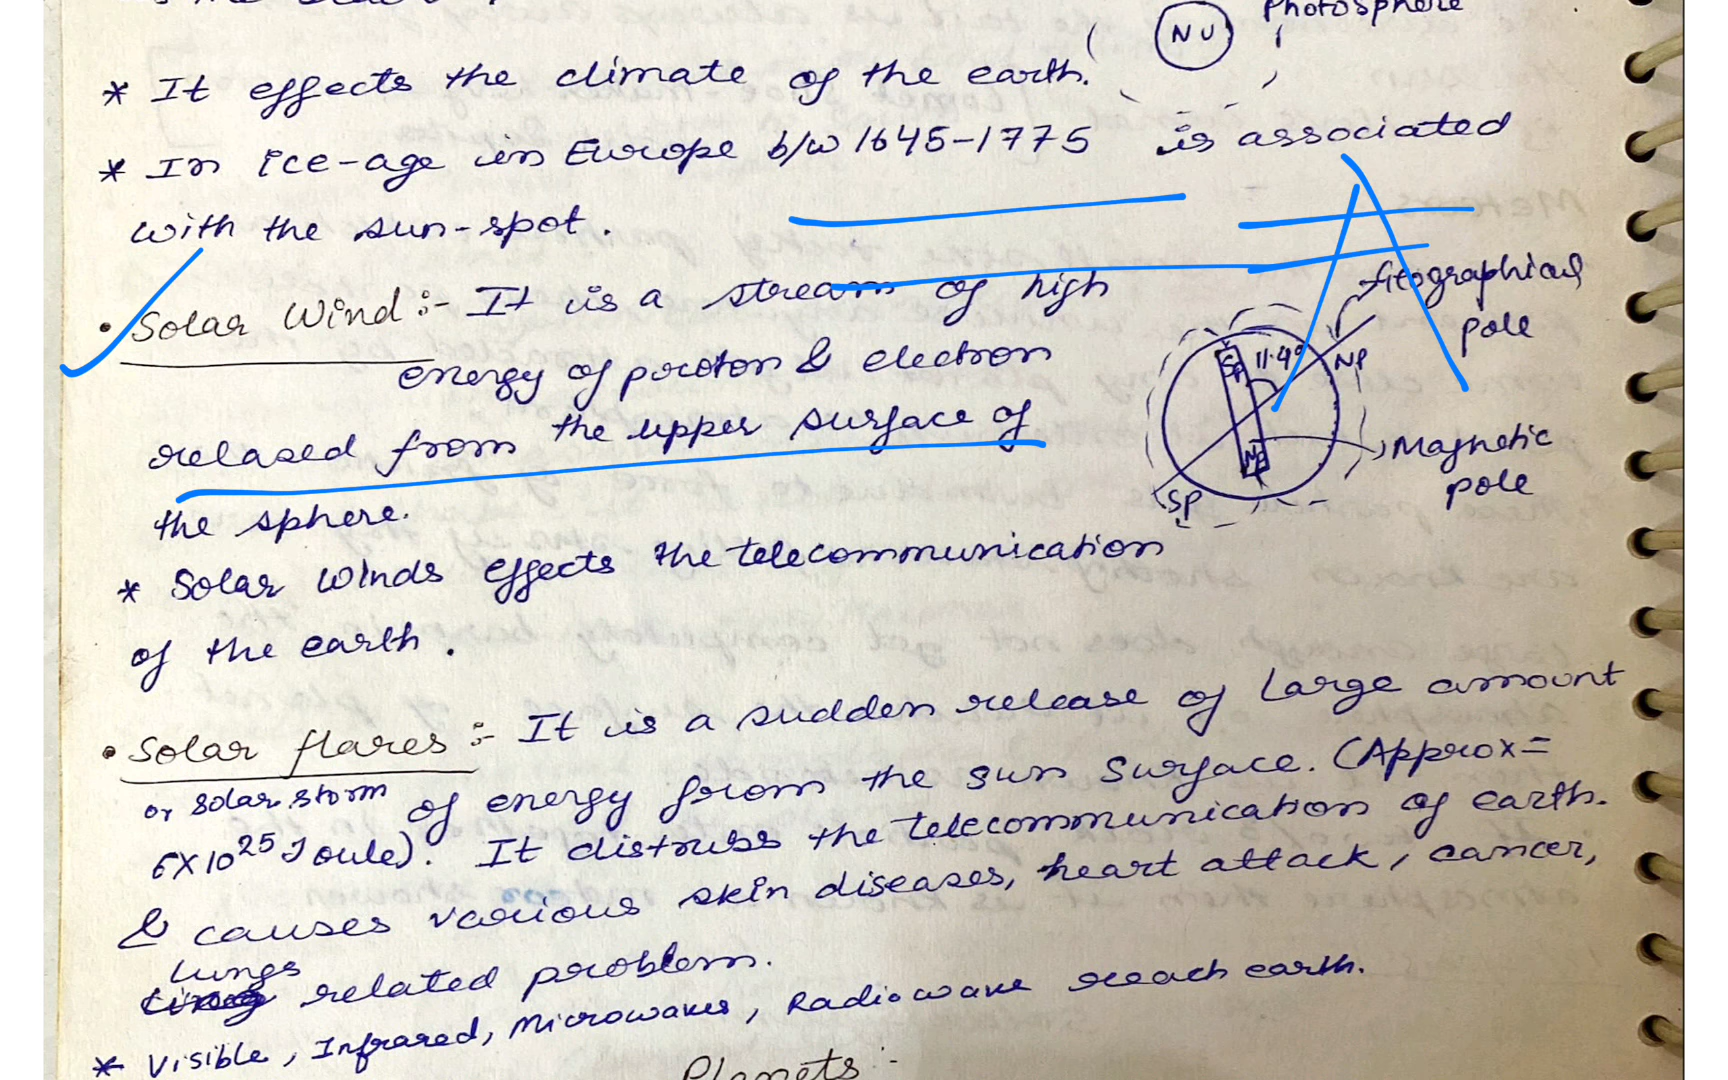 NU
Photosphere
* It effects the climate of the earth.
* In ice-age in Europe b/w 1645-1775 is associated
with the sun-spot.
• Solar Wind :- It is a stream of high
energy of proton & electron
relased from the upper surface of
the sphere.
Geographical
pole
SP 11.4° NP
NP
SP
Magnetic
pole
* Solar Winds effects the telecommunication
of the earth.
• Solar flares :- It is a sudden release of large amount
or solar storm of energy from the sun surface. (Approx =
6X10²⁵ Joule). It distrubs the telecommunication of earth.
& causes various skin diseases, heart attack, cancer,
lungs
related problem.
* Visible, Infrared, Microwaves, Radiowave reach earth.
Planets :-